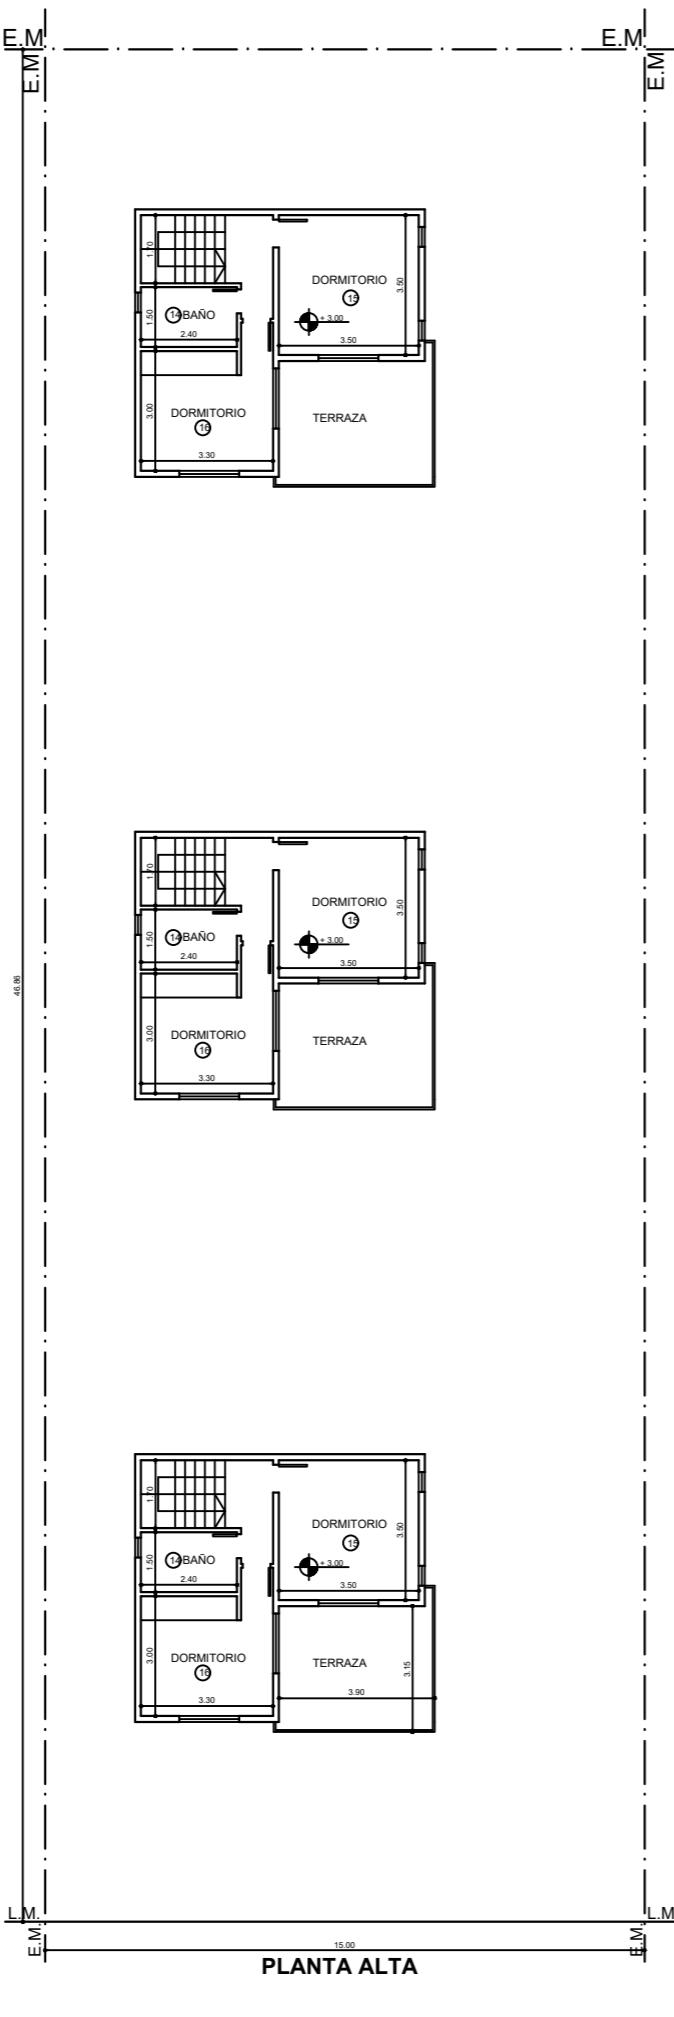 E.M
E.M
E.M
E.M
1.70
DORMITORIO
15
3.50
1.50
14 BAÑO
+ 3.00
2.40
3.50
3.00
DORMITORIO
16
TERRAZA
3.30
1.70
DORMITORIO
15
3.50
1.50
14 BAÑO
+ 3.00
2.40
3.50
46.86
3.00
DORMITORIO
16
TERRAZA
3.30
1.70
DORMITORIO
15
3.50
1.50
14 BAÑO
+ 3.00
2.40
3.50
3.00
DORMITORIO
16
TERRAZA
3.15
3.30
3.90
L.M.
L.M
E.M.
E.M.
15.00
PLANTA ALTA